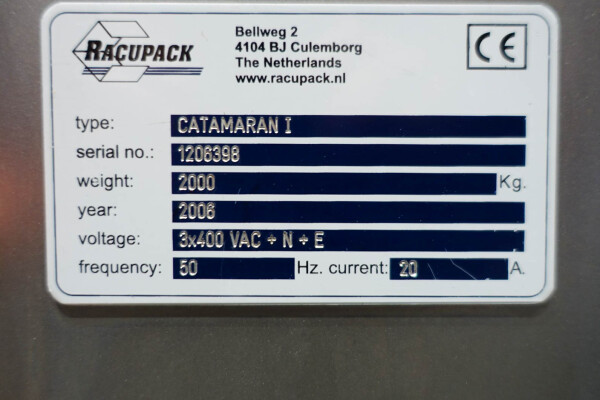 RACUPACK
Bellweg 2
4104 BJ Culemborg
The Netherlands
www.racupack.nl
CE
type: CATAMARAN I
serial no.: 1206398
weight: 2000 Kg.
year: 2006
voltage: 3x400 VAC + N + E
frequency: 50 Hz. current: 20 A.